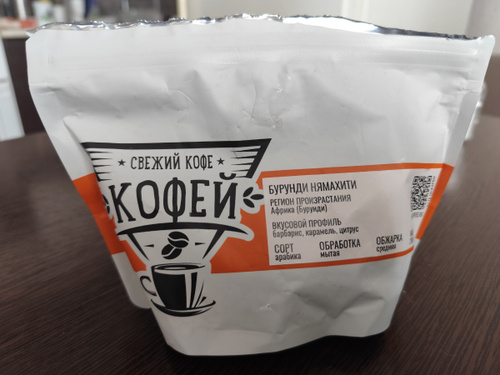 ★ СВЕЖИЙ КОФЕ ★
КОФЕЙ
БУРУНДИ НЯМАХИТИ
РЕГИОН ПРОИЗРАСТАНИЯ
Африка (Бурунди)
ВКУСОВОЙ ПРОФИЛЬ
барбарис, карамель, цитрус
СОРТ ОБРАБОТКА ОБЖАРКА
арабика мытая средняя